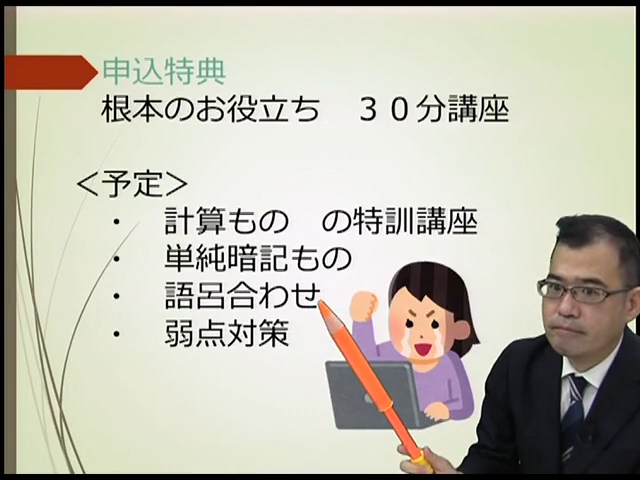 申込特典
根本のお役立ち　３０分講座
＜予定＞
・　計算もの　の特訓講座
・　単純暗記もの
・　語呂合わせ
・　弱点対策